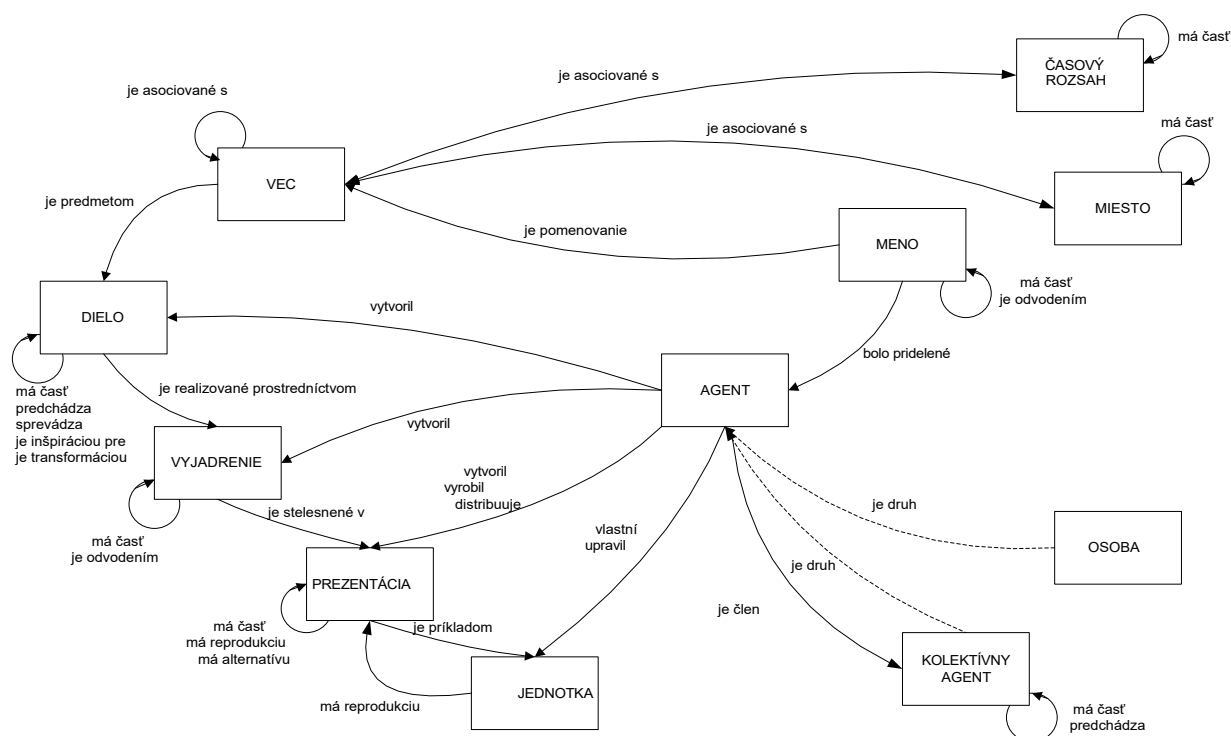 má časť
ČASOVÝ
ROZSAH
je asociované s
je asociované s
má časť
je asociované s
VEC
MIESTO
je predmetom
MENO
je pomenovanie
má časť
je odvodením
DIELO
vytvoril
bolo pridelené
je realizované prostredníctvom
AGENT
má časť
predchádza
sprevádza
je inšpiráciou pre
je transformáciou
vytvoril
VYJADRENIE
vytvoril
vyrobil
distribuuje
je stelesnené v
je druh
vlastní
upravil
má časť
je odvodením
OSOBA
je druh
PREZENTÁCIA
je člen
má časť
má reprodukciu
má alternatívu
je príkladom
KOLEKTÍVNY
AGENT
JEDNOTKA
má reprodukciu
má časť
predchádza